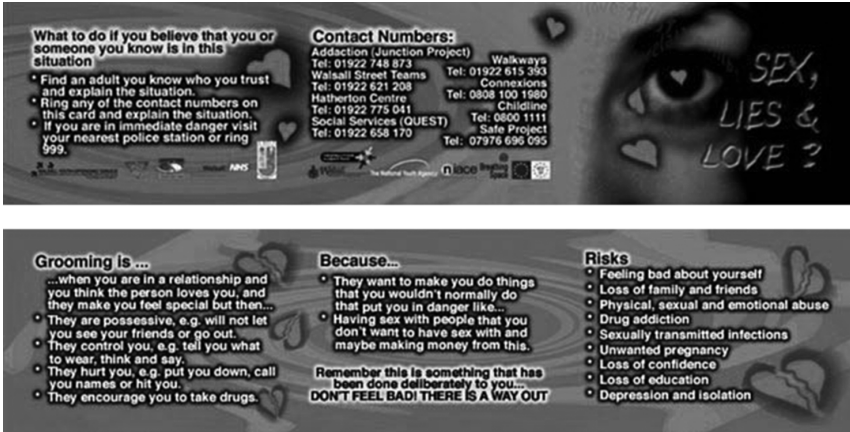 What to do if you believe that you or
someone you know is in this
situation
• Find an adult you know who you trust
and explain the situation.
• Ring any of the contact numbers on
this card and explain the situation.
• If you are in immediate danger visit
your nearest police station or ring
999.
NHS
Contact Numbers:
Addaction (Junction Project)
Tel: 01922 748 873
Walsall Street Teams
Tel: 01922 621 208
Hatherton Centre
Tel: 01922 775 041
Social Services (QUEST)
Tel: 01922 658 170
Walkways
Tel: 01922 615 393
Connexions
Tel: 0808 100 1980
Childline
Tel: 0800 1111
Safe Project
Tel: 07976 696 095
The National Youth Agency
niace
Breathing
Space
SEX,
LIES &
LOVE ?
Grooming is ...
...when you are in a relationship and
you think the person loves you, and
they make you feel special but then...
• They are possessive, e.g. will not let
you see your friends or go out.
• They control you, e.g. tell you what
to wear, think and say.
• They hurt you, e.g. put you down, call
you names or hit you.
• They encourage you to take drugs.
Because...
• They want to make you do things
that you wouldn't normally do
that put you in danger like...
• Having sex with people that you
don't want to have sex with and
maybe making money from this.
Remember this is something that has
been done deliberately to you...
DON'T FEEL BAD! THERE IS A WAY OUT
Risks
• Feeling bad about yourself
• Loss of family and friends
• Physical, sexual and emotional abuse
• Drug addiction
• Sexually transmitted infections
• Unwanted pregnancy
• Loss of confidence
• Loss of education
• Depression and isolation